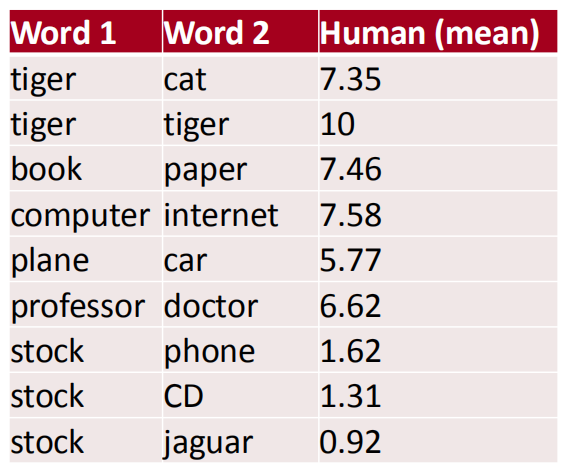 Word 1 Word 2 Human (mean)
tiger cat 7.35
tiger tiger 10
book paper 7.46
computer internet 7.58
plane car 5.77
professor doctor 6.62
stock phone 1.62
stock CD 1.31
stock jaguar 0.92